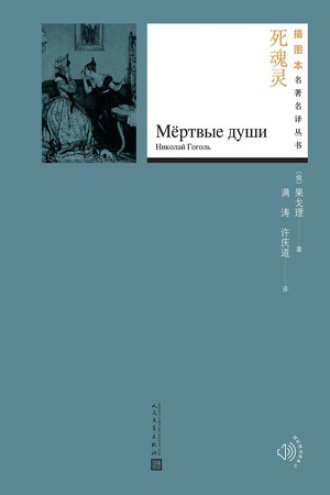 插图本名著名译丛书
死魂灵
Мёртвые души
Николай Гоголь
〔俄〕果戈理——著
满涛 许庆道——译
人民文学出版社